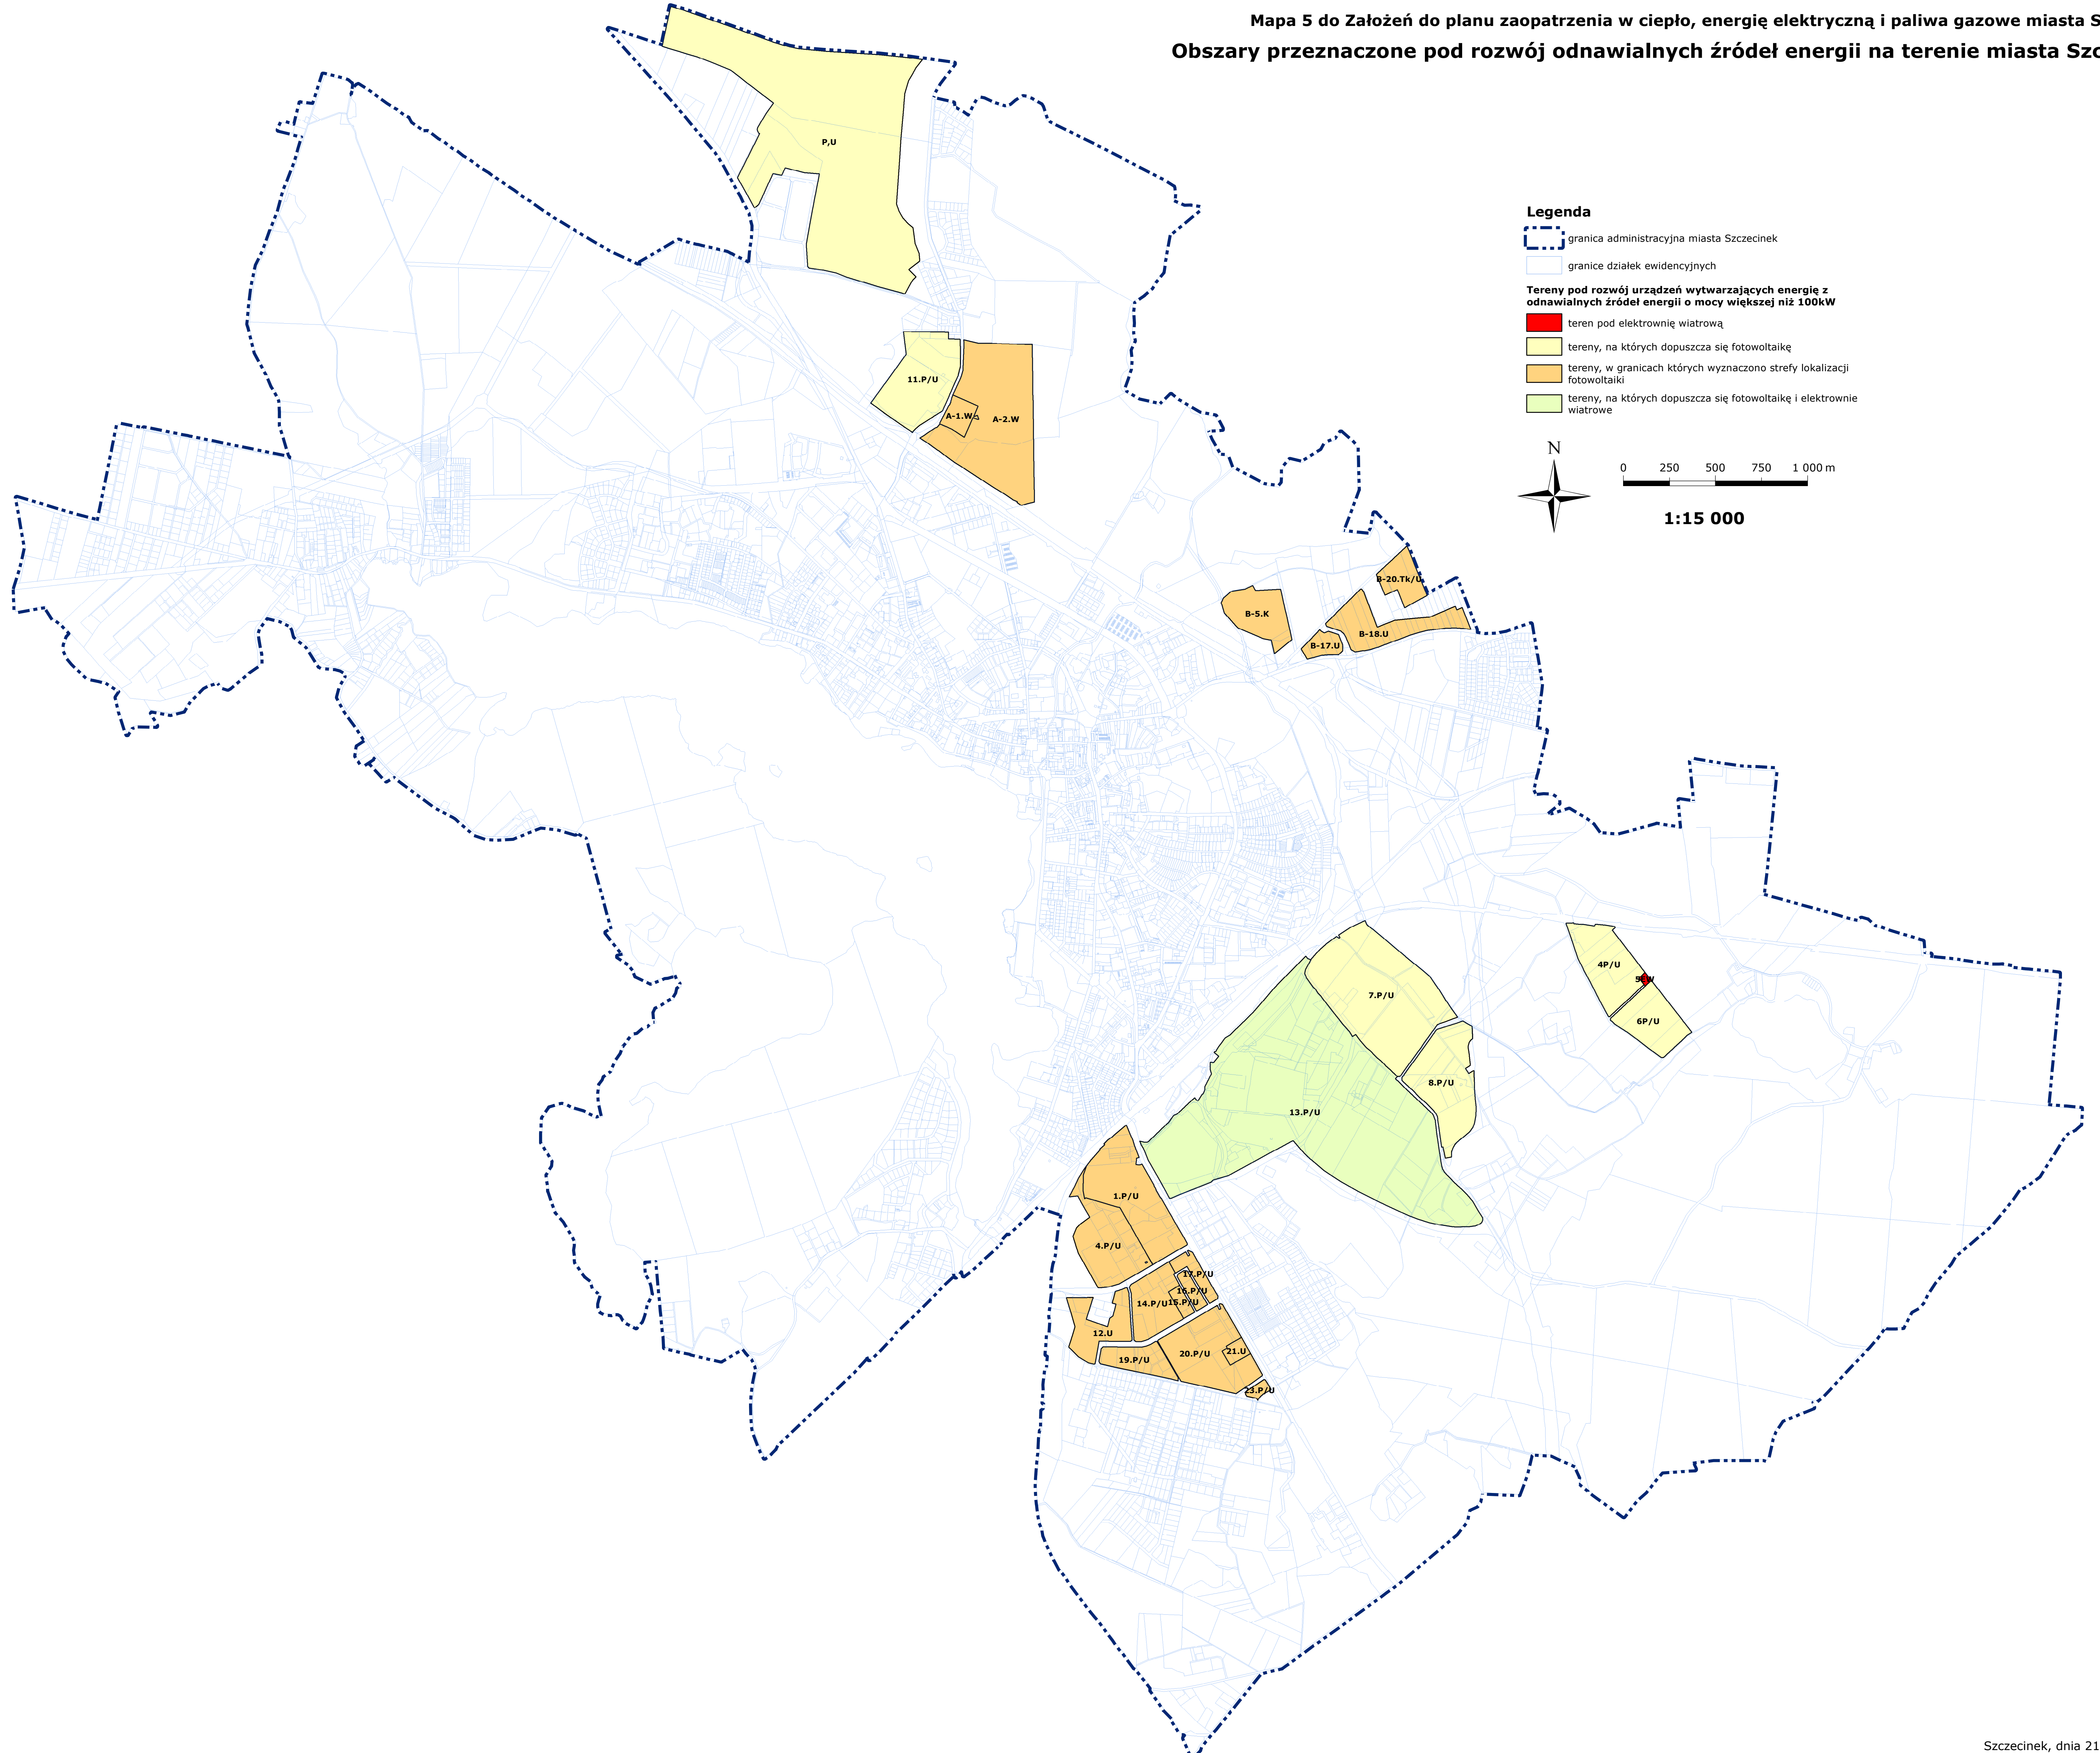 Mapa 5 do Założeń do planu zaopatrzenia w ciepło, energię elektryczną i paliwa gazowe miasta S
Obszary przeznaczone pod rozwój odnawialnych źródeł energii na terenie miasta Szc
P,U
Legenda
granica administracyjna miasta Szczecinek
granice działek ewidencyjnych
Tereny pod rozwój urządzeń wytwarzających energię z
odnawialnych źródeł energii o mocy większej niż 100kW
teren pod elektrownię wiatrową
tereny, na których dopuszcza się fotowoltaikę
tereny, w granicach których wyznaczono strefy lokalizacji
fotowoltaiki
tereny, na których dopuszcza się fotowoltaikę i elektrownie
wiatrowe
N
0 250 500 750 1 000 m
1:15 000
11.P/U
A-1.W
A-2.W
B-20.Tk/U
B-5.K
B-18.U
B-17.U
4P/U
6P/U
7.P/U
8.P/U
13.P/U
1.P/U
4.P/U
17.P/U
16.P/U
14.P/U
15.P/U
12.U
19.P/U
20.P/U
21.U
23.P/U
Szczecinek, dnia 21